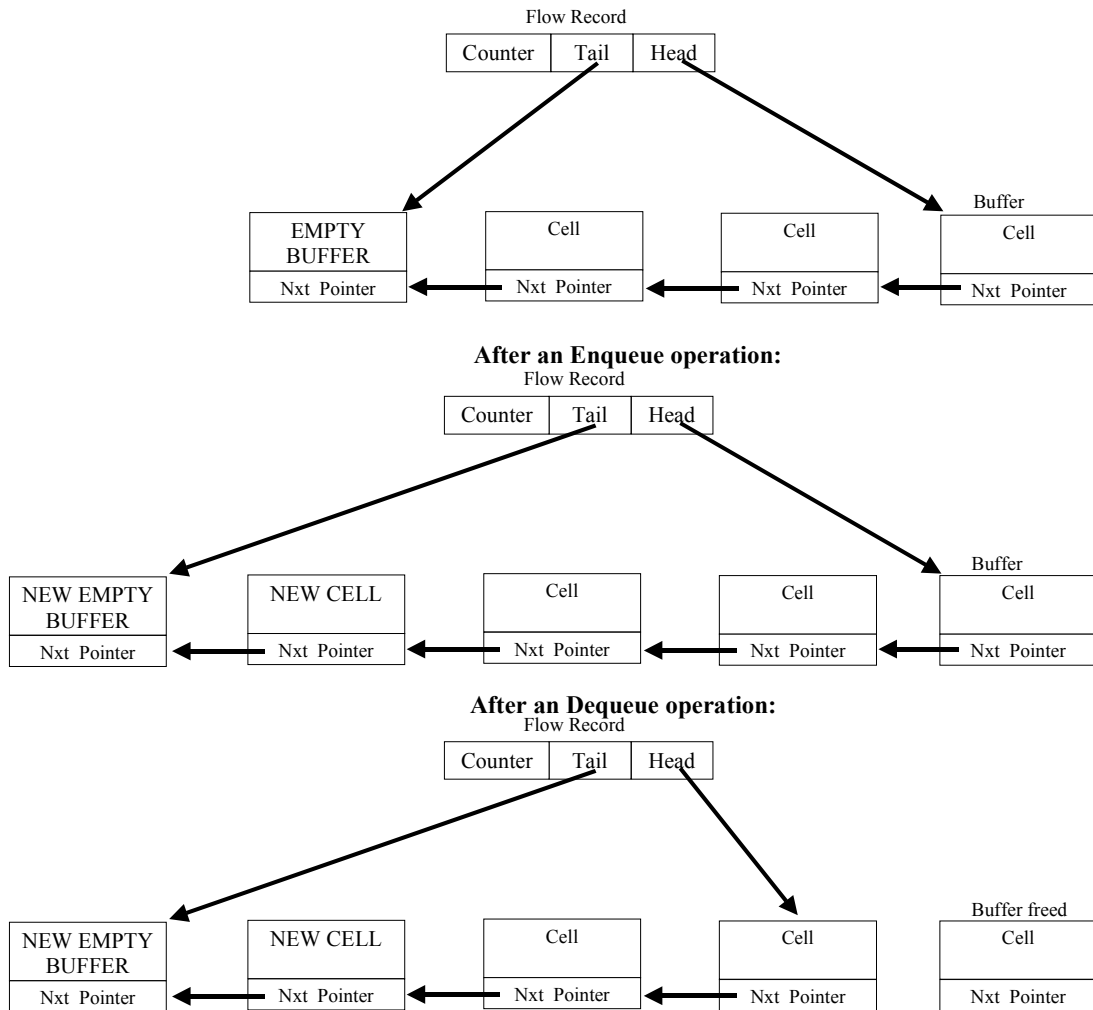 Flow Record
Counter Tail Head
Buffer
EMPTY BUFFER Cell Cell Cell
Nxt Pointer Nxt Pointer Nxt Pointer Nxt Pointer
After an Enqueue operation:
Flow Record
Counter Tail Head
Buffer
NEW EMPTY BUFFER NEW CELL Cell Cell Cell
Nxt Pointer Nxt Pointer Nxt Pointer Nxt Pointer Nxt Pointer
After an Dequeue operation:
Flow Record
Counter Tail Head
Buffer freed
NEW EMPTY BUFFER NEW CELL Cell Cell Cell
Nxt Pointer Nxt Pointer Nxt Pointer Nxt Pointer Nxt Pointer